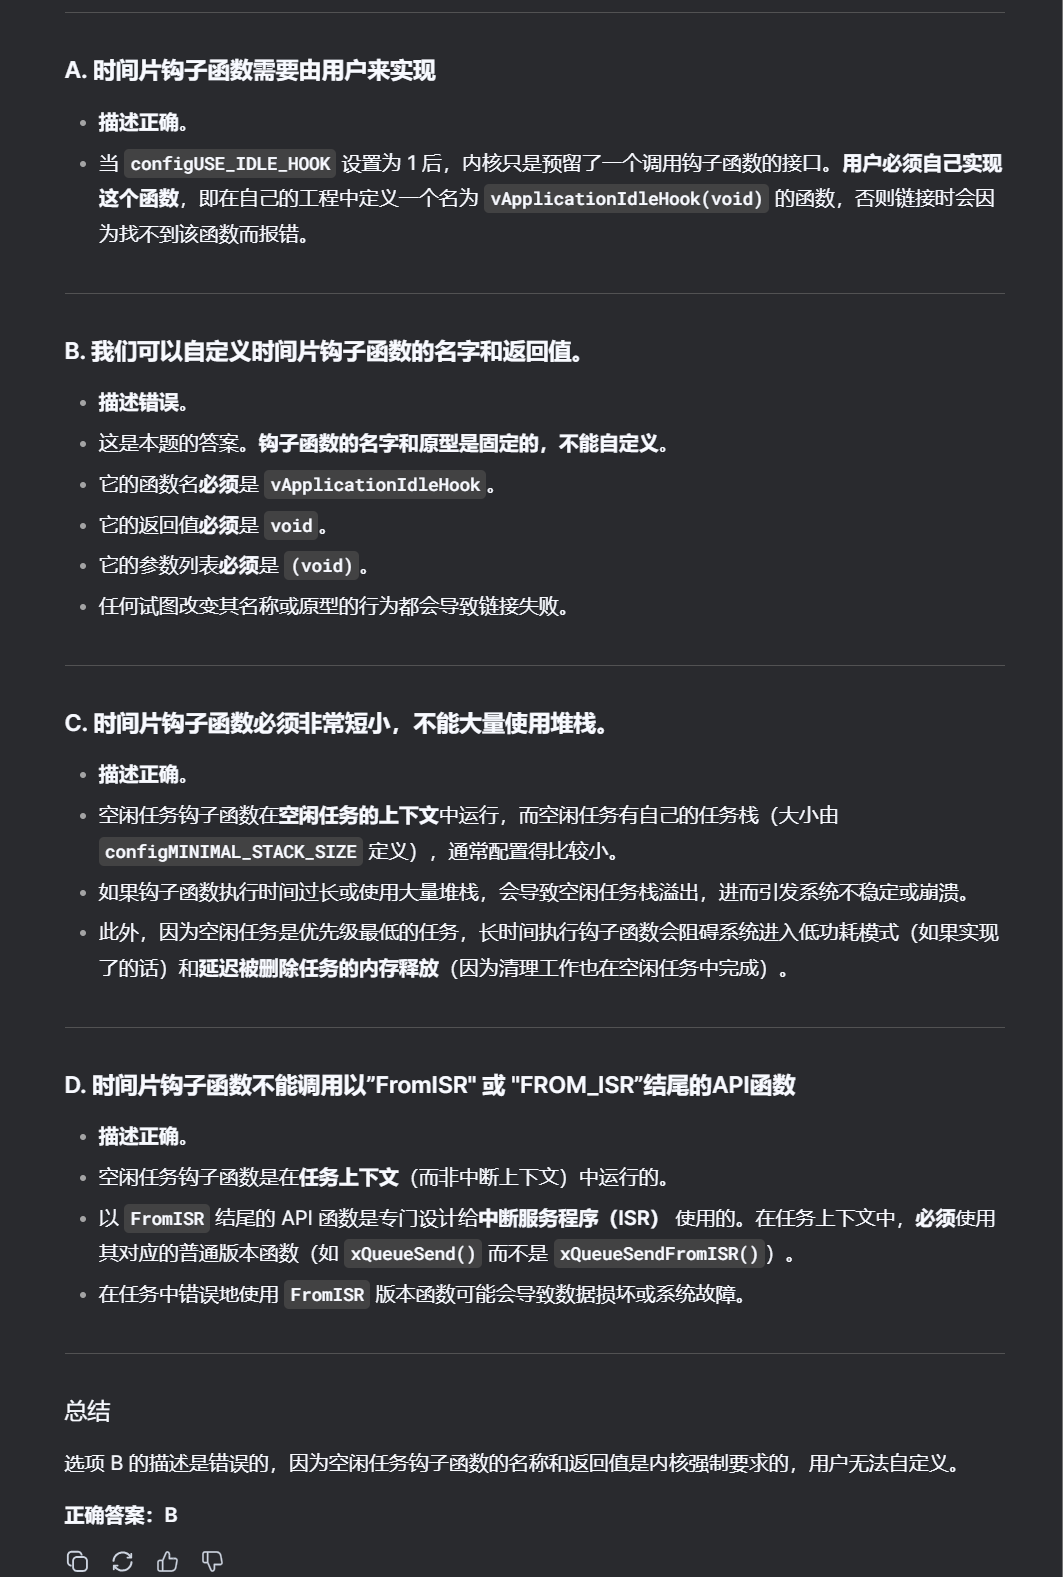 A. 时间片钩子函数需要由用户来实现
描述正确。
当 configUSE_IDLE_HOOK 设置为 1 后，内核只是预留了一个调用钩子函数的接口。用户必须自己实现
这个函数，即在自己的工程中定义一个名为 vApplicationIdleHook(void) 的函数，否则链接时会因
为找不到该函数而报错。
B. 我们可以自定义时间片钩子函数的名字和返回值。
描述错误。
这是本题的答案。钩子函数的名字和原型是固定的，不能自定义。
它的函数名必须是 vApplicationIdleHook。
它的返回值必须是 void。
它的参数列表必须是 (void)。
任何试图改变其名称或原型的行为都会导致链接失败。
C. 时间片钩子函数必须非常短小，不能大量使用堆栈。
描述正确。
空闲任务钩子函数在空闲任务的上下文中运行，而空闲任务有自己的任务栈（大小由
configMINIMAL_STACK_SIZE 定义），通常配置得比较小。
如果钩子函数执行时间过长或使用大量堆栈，会导致空闲任务栈溢出，进而引发系统不稳定或崩溃。
此外，因为空闲任务是优先级最低的任务，长时间执行钩子函数会阻碍系统进入低功耗模式（如果实现
了的话）和延迟被删除任务的内存释放（因为清理工作也在空闲任务中完成）。
D. 时间片钩子函数不能调用以”FromISR" 或 "FROM_ISR”结尾的API函数
描述正确。
空闲任务钩子函数是在任务上下文（而非中断上下文）中运行的。
以 FromISR 结尾的 API 函数是专门设计给中断服务程序（ISR） 使用的。在任务上下文中，必须使用
其对应的普通版本函数（如 xQueueSend() 而不是 xQueueSendFromISR()）。
在任务中错误地使用 FromISR 版本函数可能会导致数据损坏或系统故障。
总结
选项 B 的描述是错误的，因为空闲任务钩子函数的名称和返回值是内核强制要求的，用户无法自定义。
正确答案：B